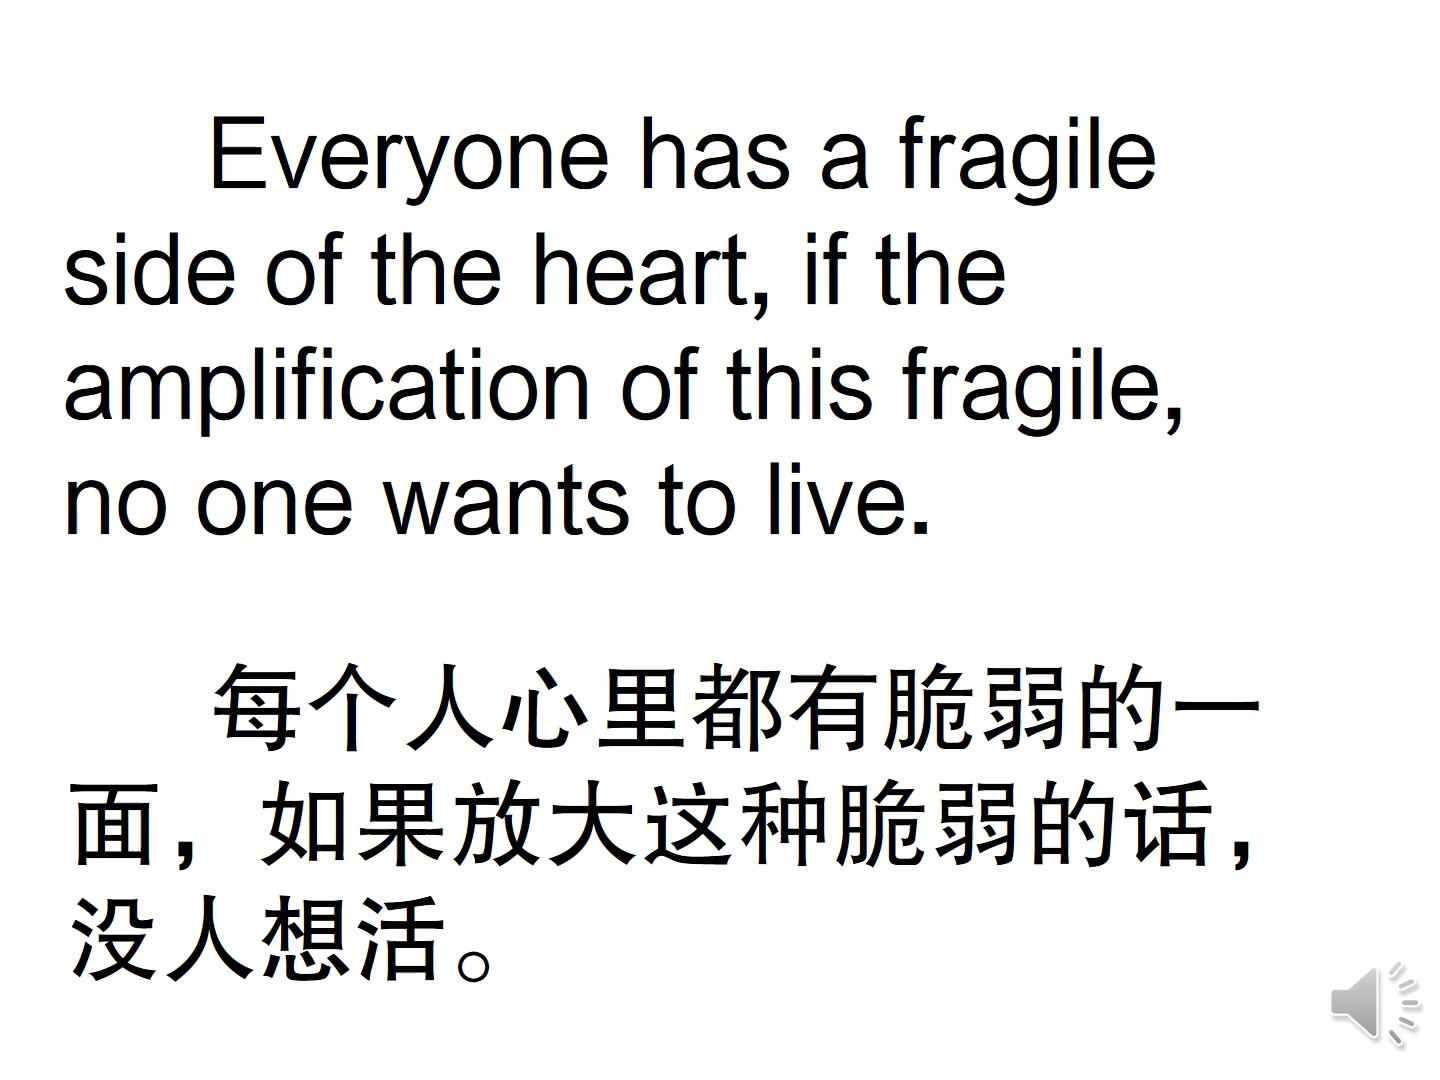 Everyone has a fragile
side of the heart, if the
amplification of this fragile,
no one wants to live.
每个人心里都有脆弱的一
面，如果放大这种脆弱的话，
没人想活。